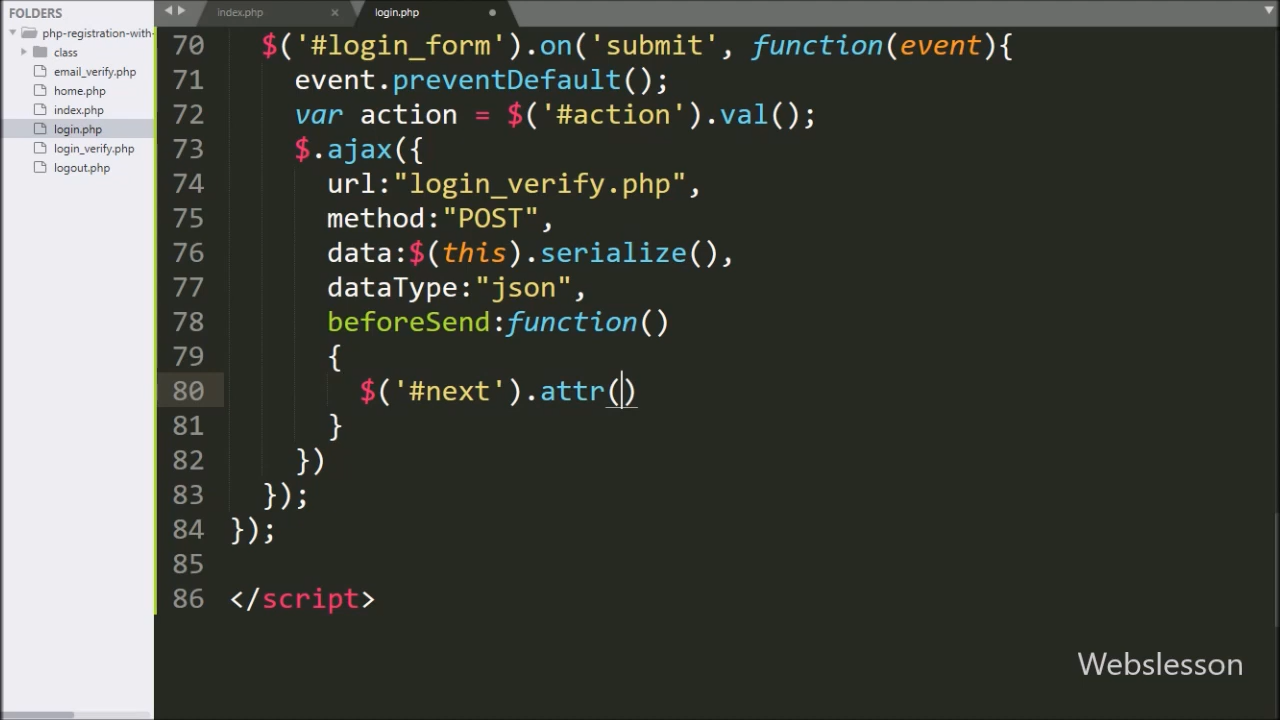 FOLDERS
php-registration-with-
class
email_verify.php
home.php
index.php
login.php
login_verify.php
logout.php
index.php
login.php
70 $('#login_form').on('submit', function(event){
71 event.preventDefault();
72 var action = $('#action').val();
73 $.ajax({
74 url:"login_verify.php",
75 method:"POST",
76 data:$(this).serialize(),
77 dataType:"json",
78 beforeSend:function()
79 {
80 $('#next').attr()
81 }
82 })
83 });
84 });
85
86 </script>
Webslesson